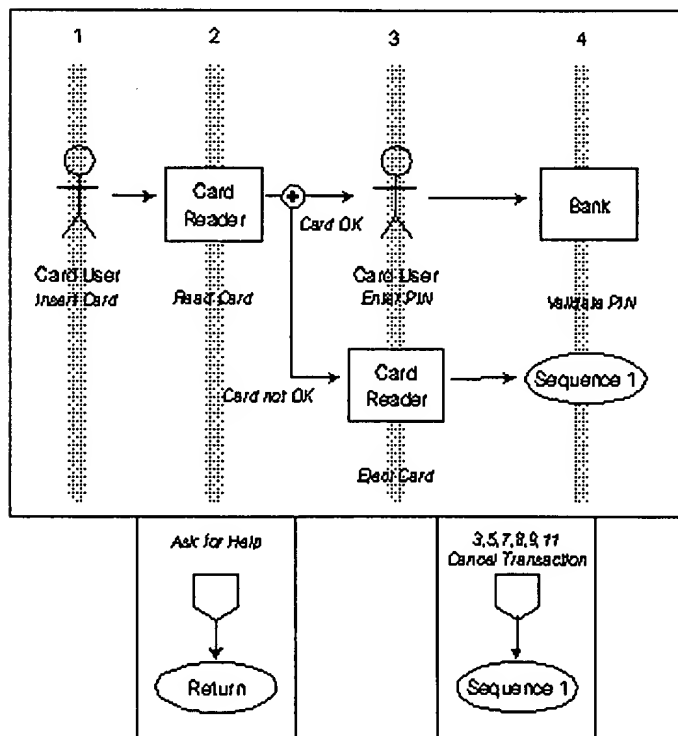 1 2 3 4
Card
Reader
Bank
Card OK
Card User
Insert Card
Read Card
Card User
Enter PIN
Validate PIN
Card
Reader
Sequence 1
Card not OK
Eject Card
Ask for Help
3,5,7,8,9,11
Cancel Transaction
Return
Sequence 1